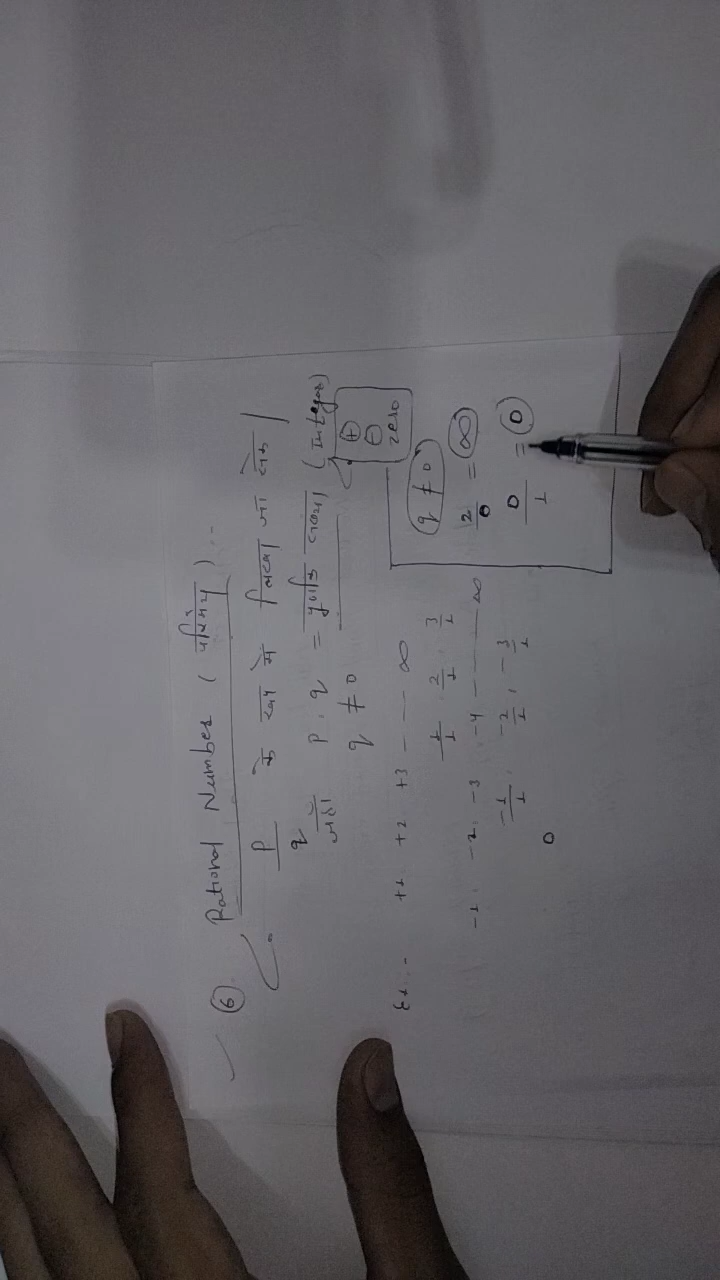 ⑥. Rational Number ( परिमेय ) :-
p/q के रूप में लिखा जा सके |
जहाँ p, q = पूर्णांक संख्या ( Integer )
⊕
⊖
zero
q ≠ 0
Ex. - +1 +2 +3 - - - ∞
1/1, 2/1, 3/1
-1, -2, -3, -4 - - - - ∞
-1/1, -2/1, -3/1
0
q ≠ 0
2/0 = ∞
0/1 = 0